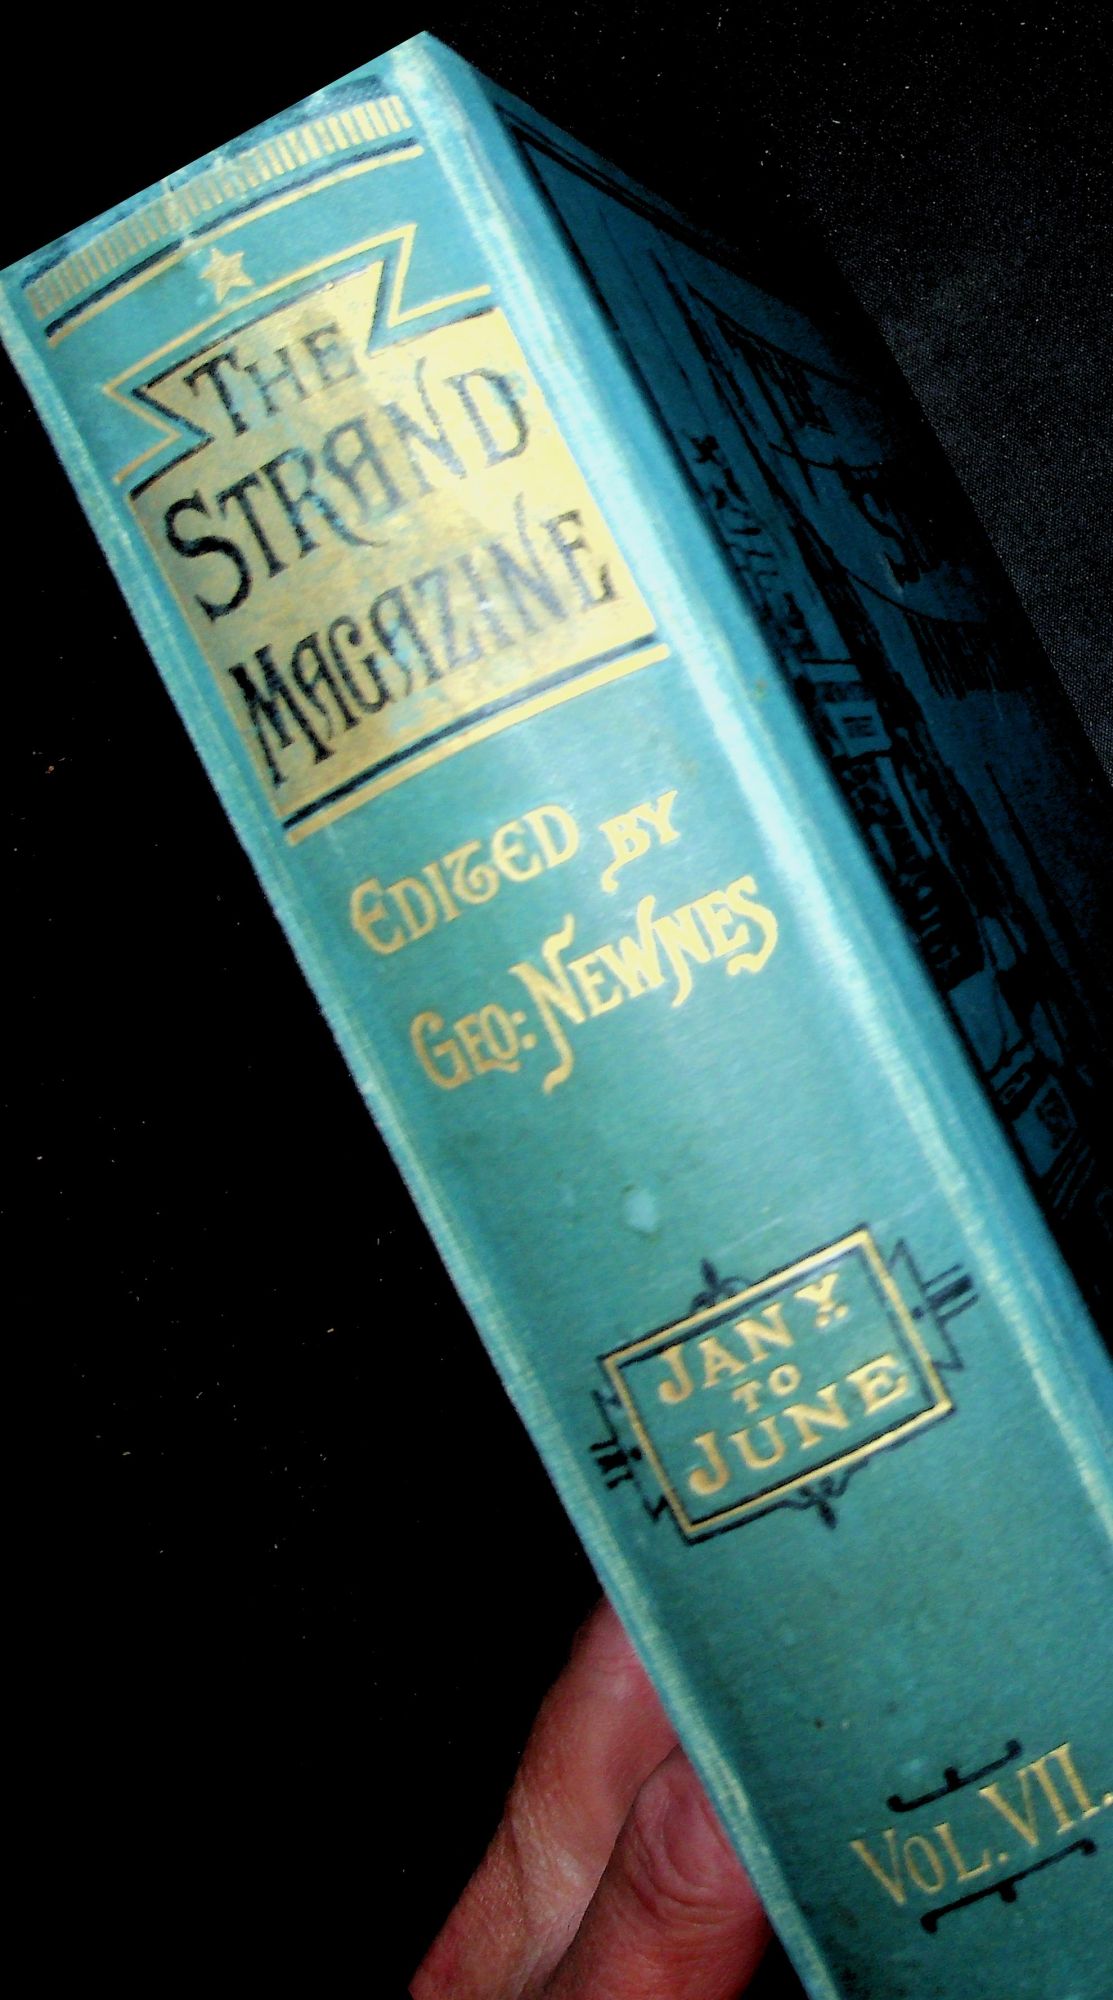 THE
STRAND
MAGAZINE
EDITED BY
GEO: NEWNES
JANY
TO
JUNE
VOL. VII.